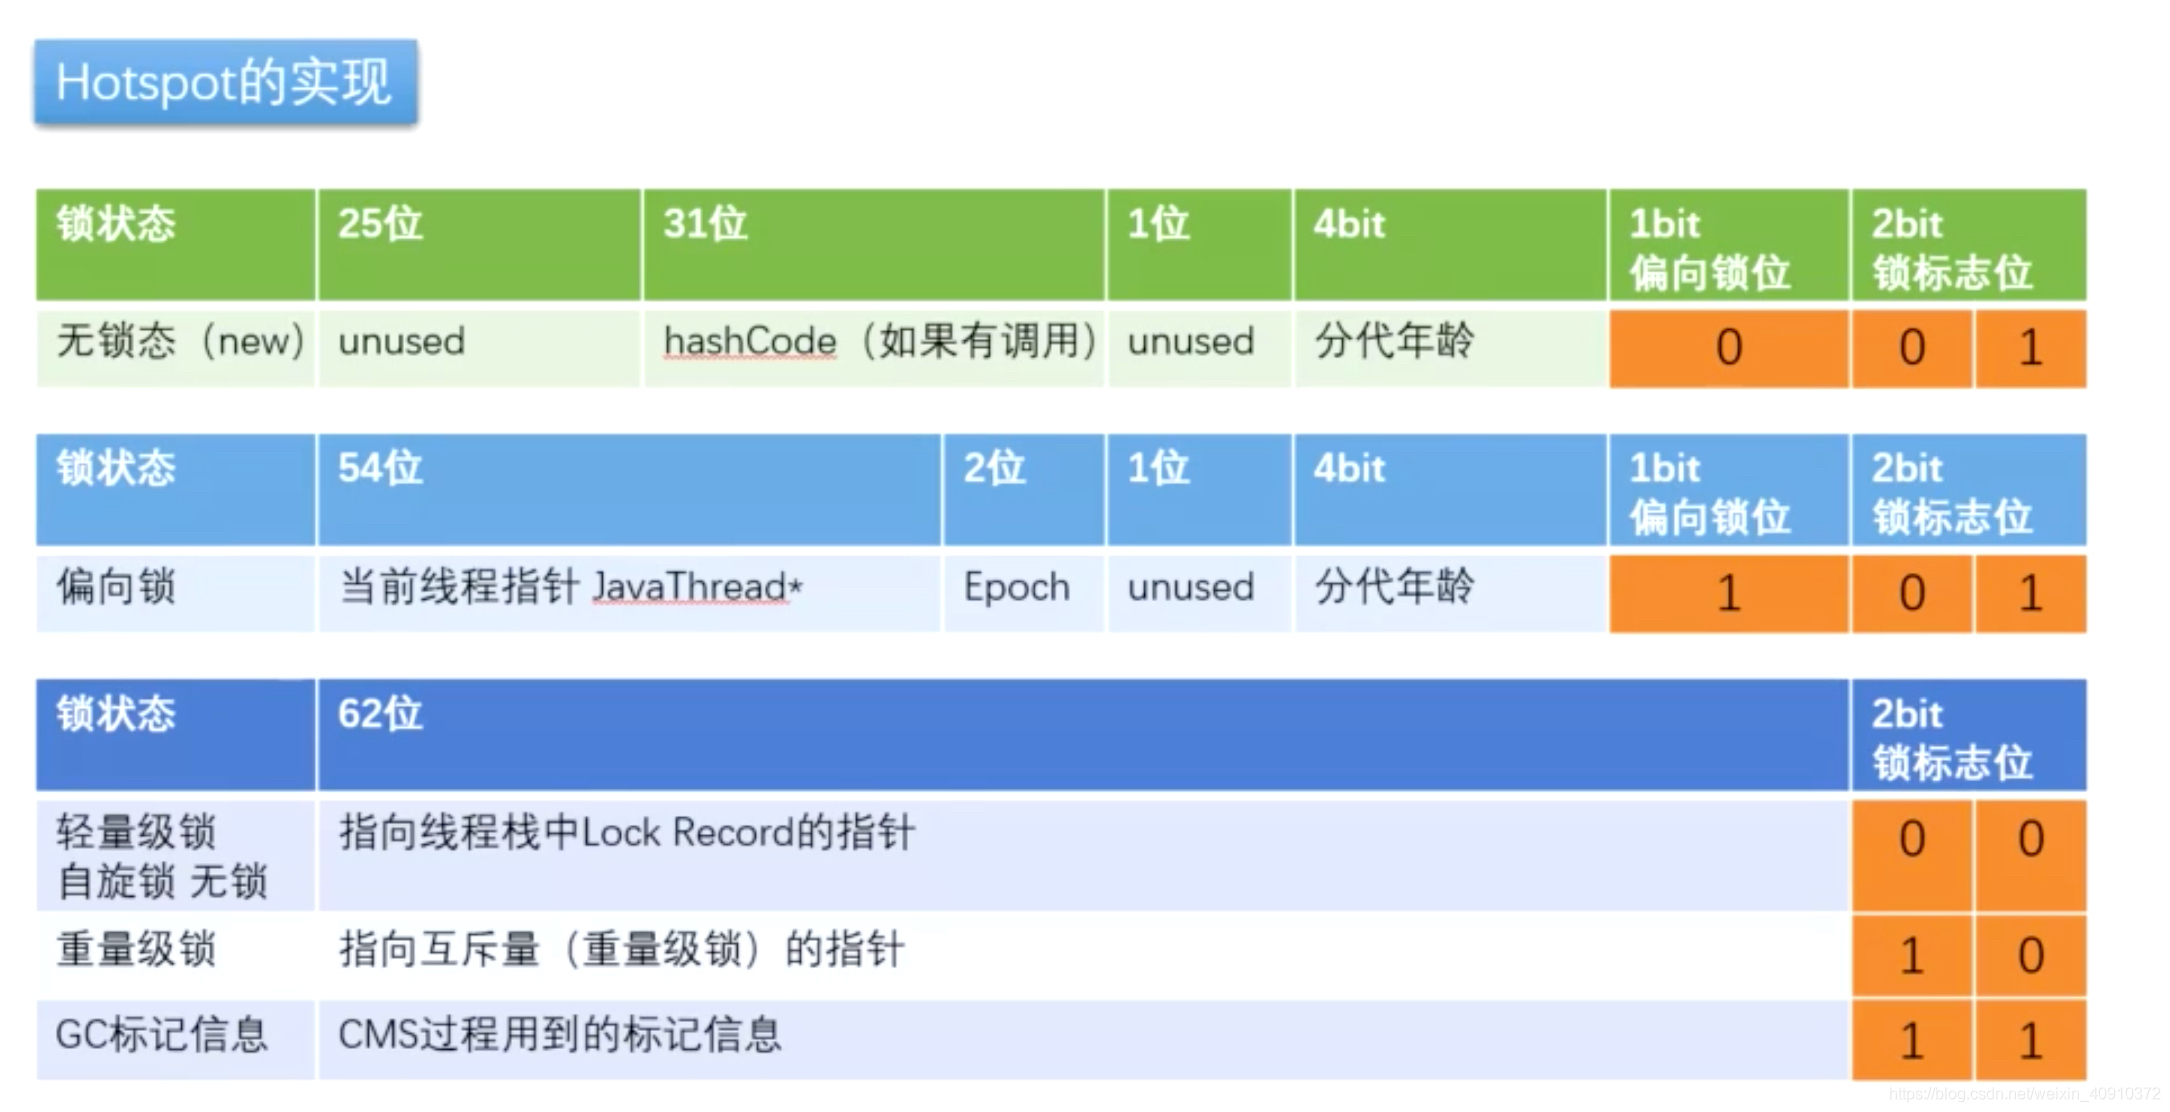 Hotspot的实现
锁状态 25位 31位 1位 4bit 1bit 2bit
偏向锁位 锁标志位
无锁态（new） unused hashCode（如果有调用） unused 分代年龄 0 0 1
锁状态 54位 2位 1位 4bit 1bit 2bit
偏向锁位 锁标志位
偏向锁 当前线程指针 JavaThread* Epoch unused 分代年龄 1 0 1
锁状态 62位 2bit
锁标志位
轻量级锁 指向线程栈中Lock Record的指针 0 0
自旋锁 无锁
重量级锁 指向互斥量（重量级锁）的指针 1 0
GC标记信息 CMS过程用到的标记信息 1 1
https://blog.csdn.net/weixin_40910372